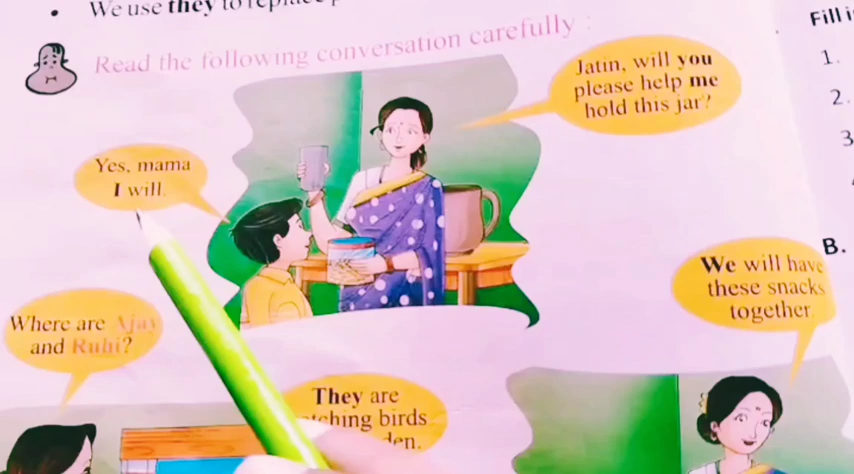 • We use they to replace
Read the following conversation carefully :
Jatin, will you
please help me
hold this jar?
Yes, mama
I will.
We will have
these snacks
together.
Where are Ajay
and Ruhi?
They are
birds
Fill i
1.
2.
3
B.